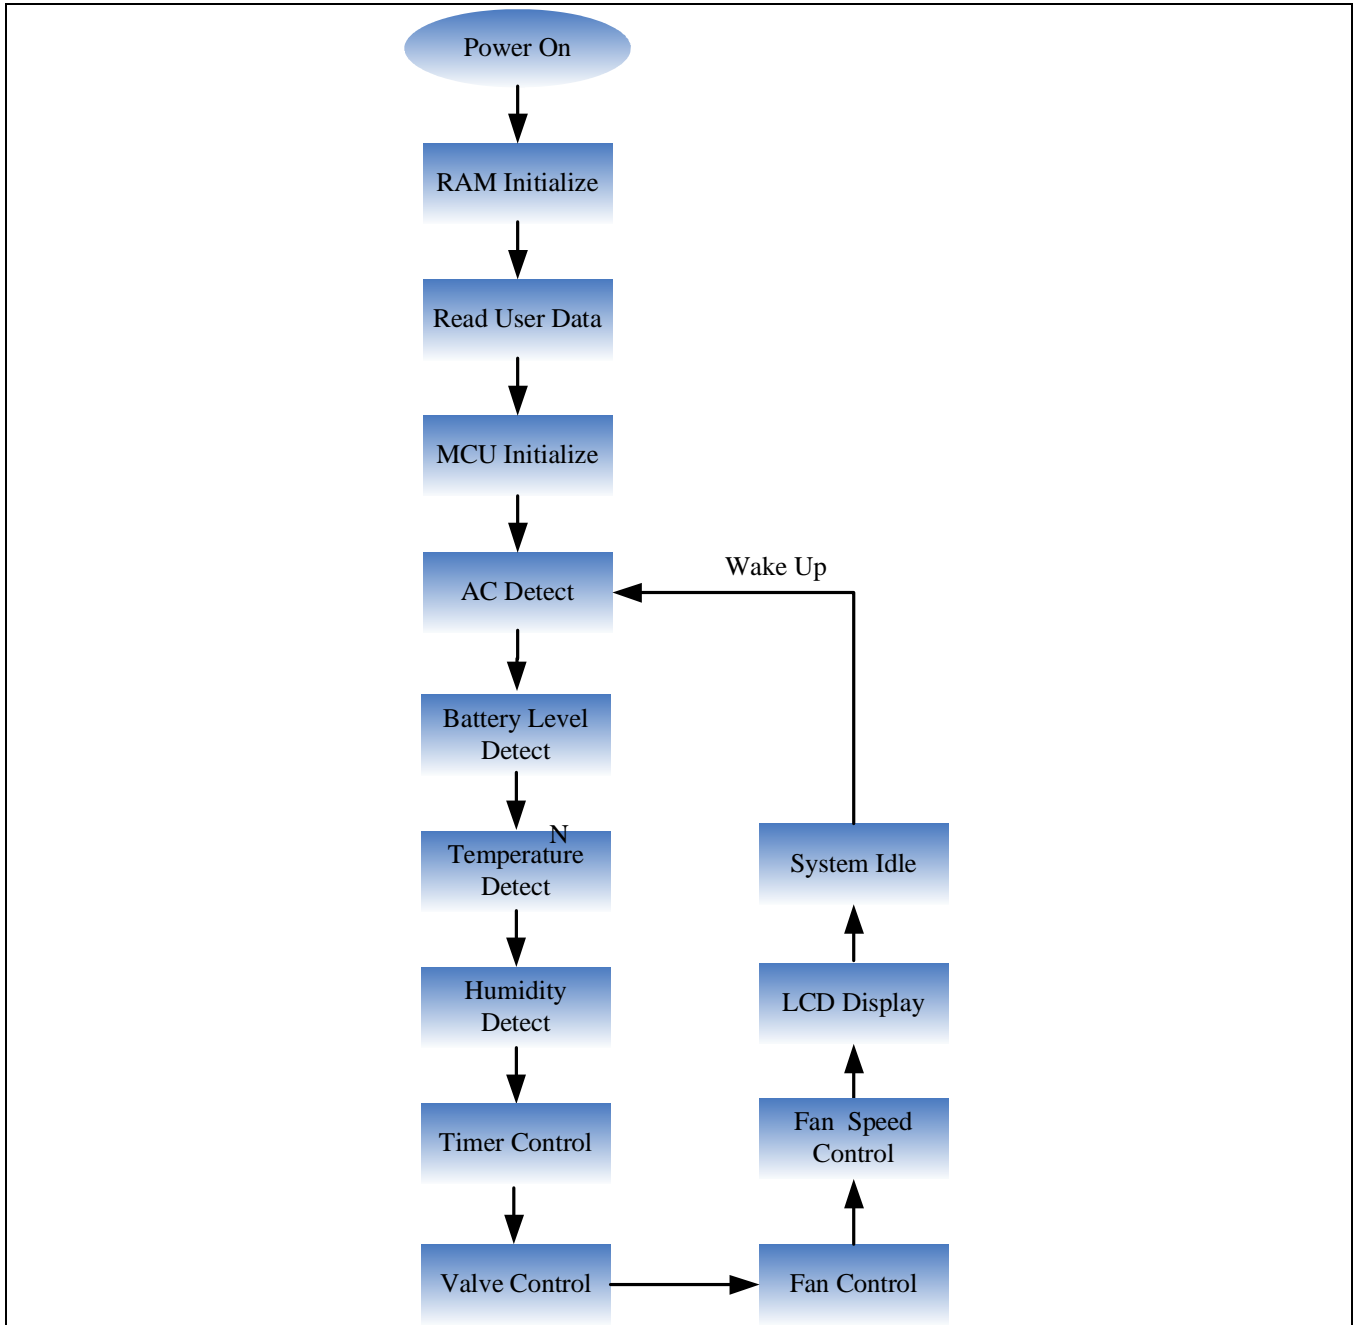 Power On
RAM Initialize
Read User Data
MCU Initialize
AC Detect
Wake Up
Battery Level
Detect
N
Temperature
Detect
Humidity
Detect
Timer Control
Valve Control
Fan Control
Fan  Speed
Control
LCD Display
System Idle